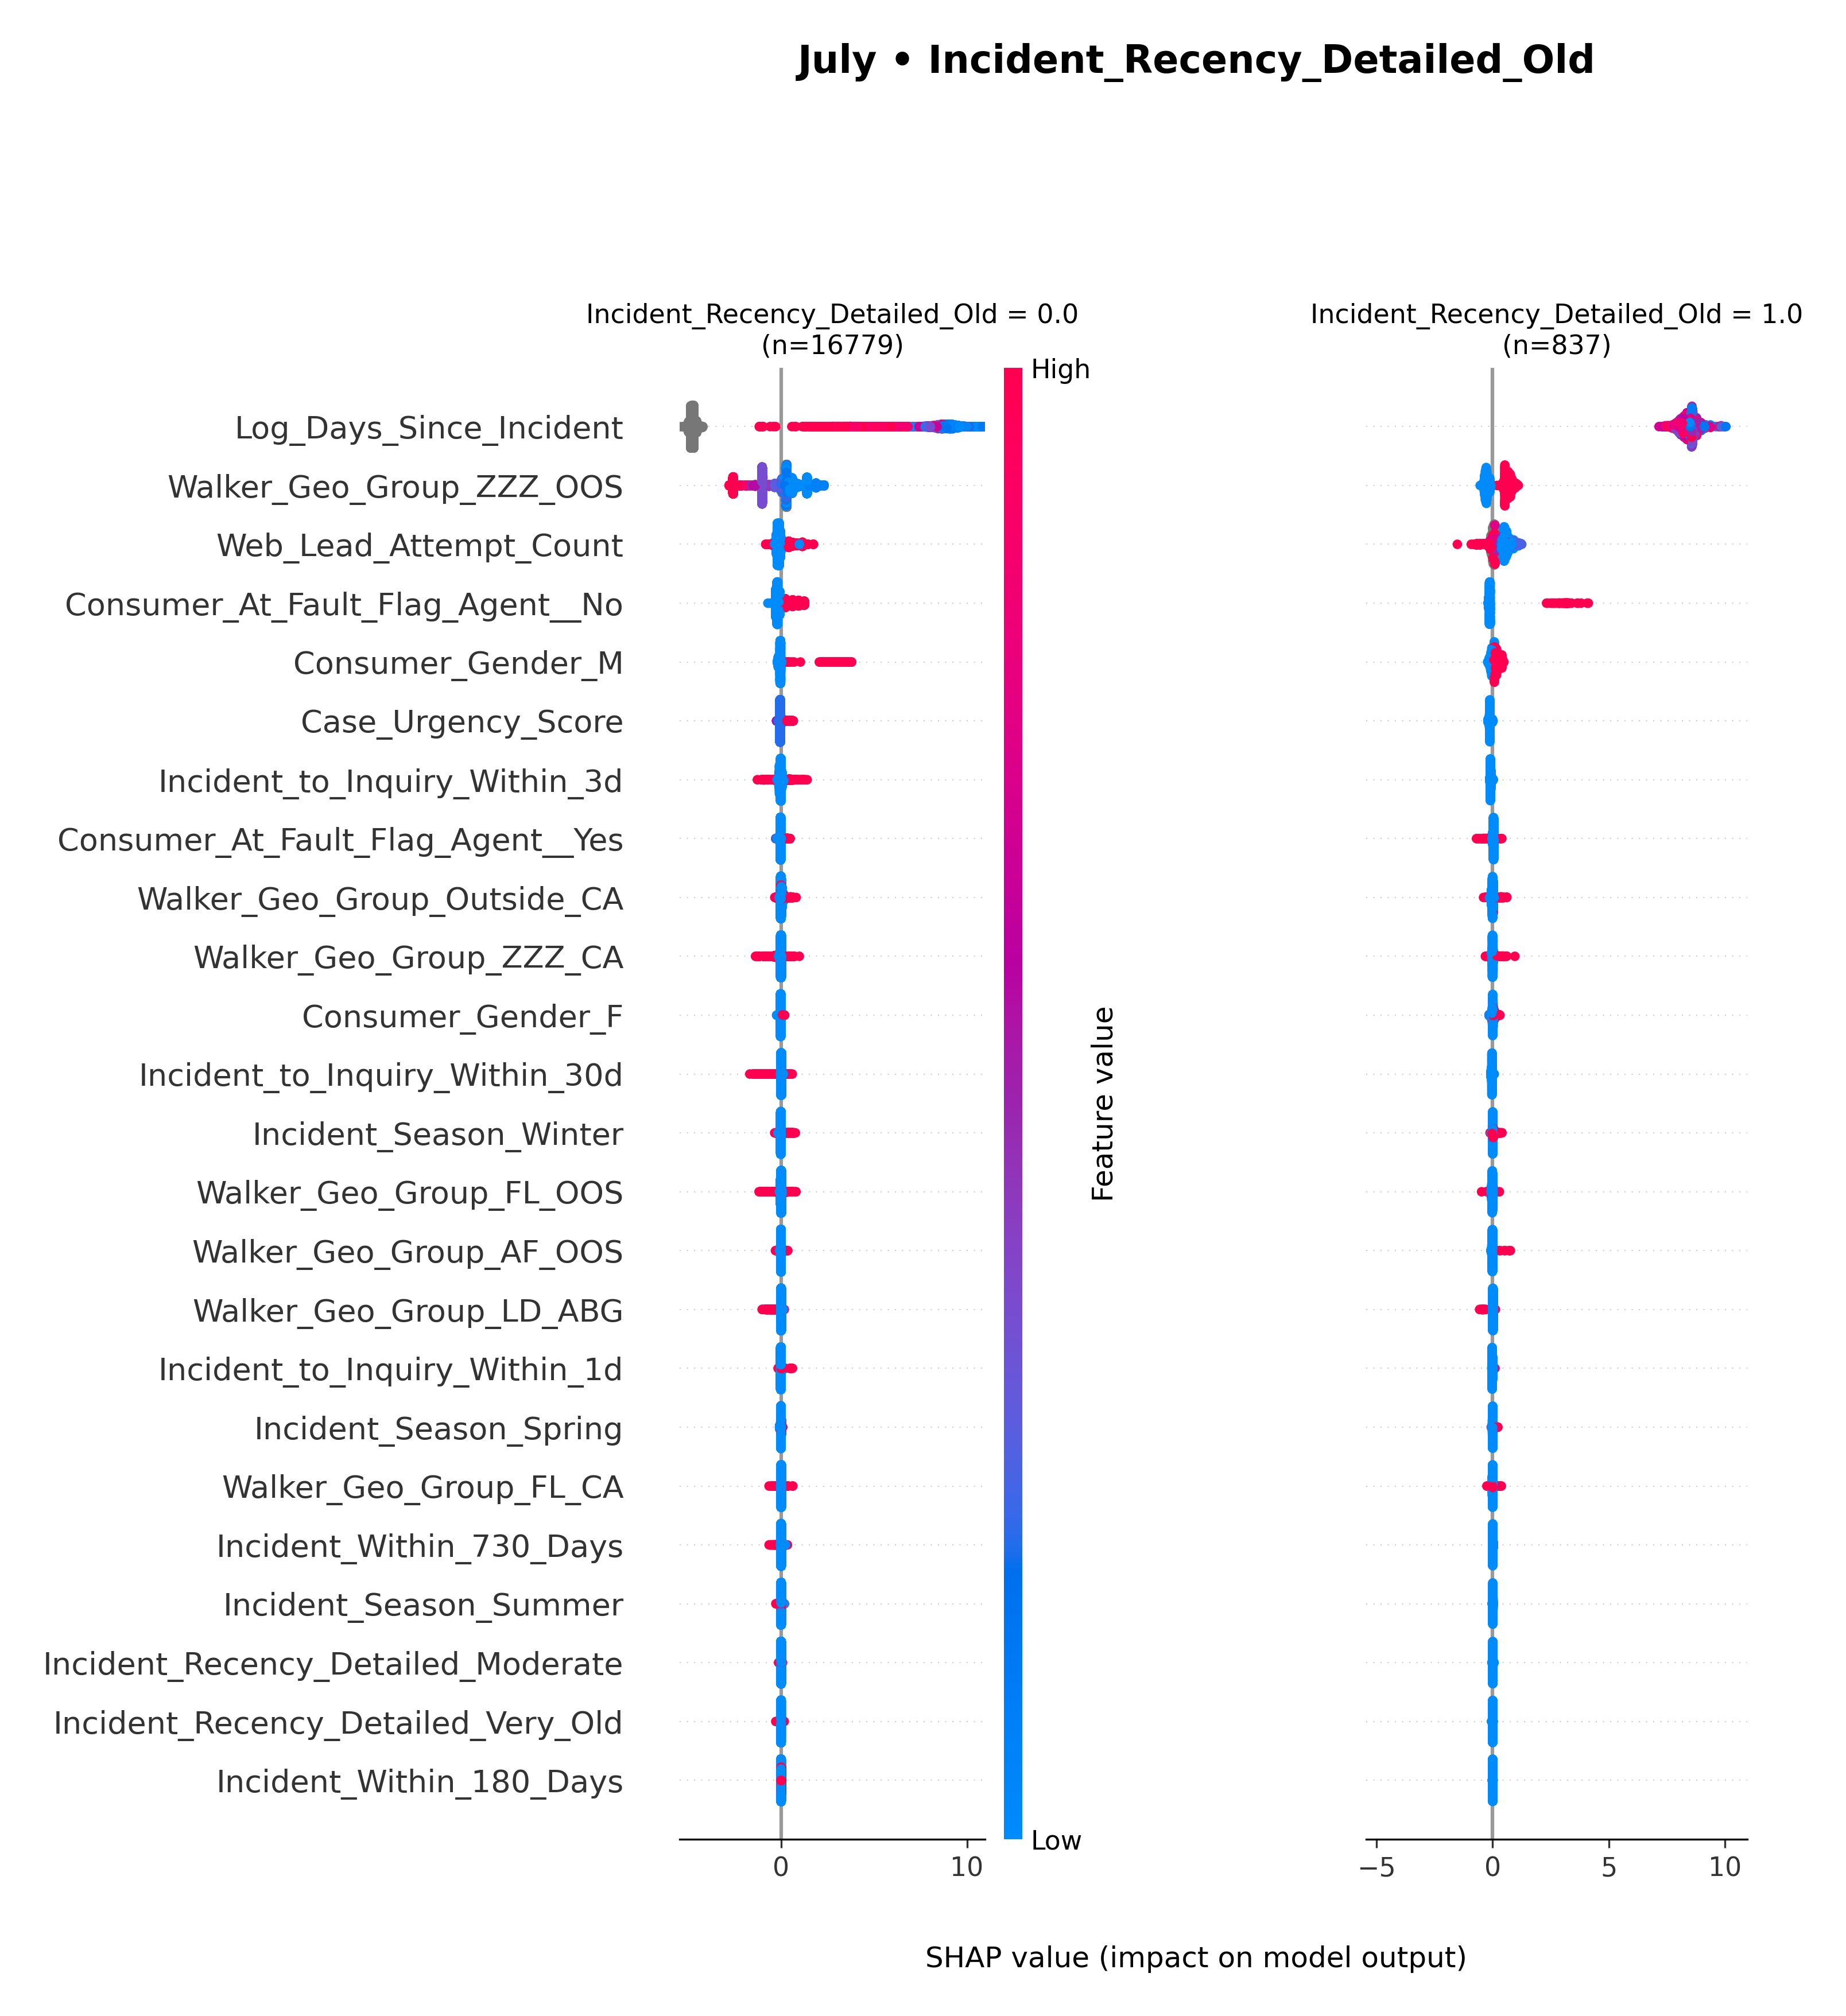 July • Incident_Recency_Detailed_Old
Incident_Recency_Detailed_Old = 0.0
(n=16779)
Incident_Recency_Detailed_Old = 1.0
(n=837)
High
Log_Days_Since_Incident
Walker_Geo_Group_ZZZ_OOS
Web_Lead_Attempt_Count
Consumer_At_Fault_Flag_Agent__No
Consumer_Gender_M
Case_Urgency_Score
Incident_to_Inquiry_Within_3d
Consumer_At_Fault_Flag_Agent__Yes
Walker_Geo_Group_Outside_CA
Walker_Geo_Group_ZZZ_CA
Consumer_Gender_F
Incident_to_Inquiry_Within_30d
Incident_Season_Winter
Walker_Geo_Group_FL_OOS
Walker_Geo_Group_AF_OOS
Walker_Geo_Group_LD_ABG
Incident_to_Inquiry_Within_1d
Incident_Season_Spring
Walker_Geo_Group_FL_CA
Incident_Within_730_Days
Incident_Season_Summer
Incident_Recency_Detailed_Moderate
Incident_Recency_Detailed_Very_Old
Incident_Within_180_Days
Feature value
Low
0 10
−5 0 5 10
SHAP value (impact on model output)